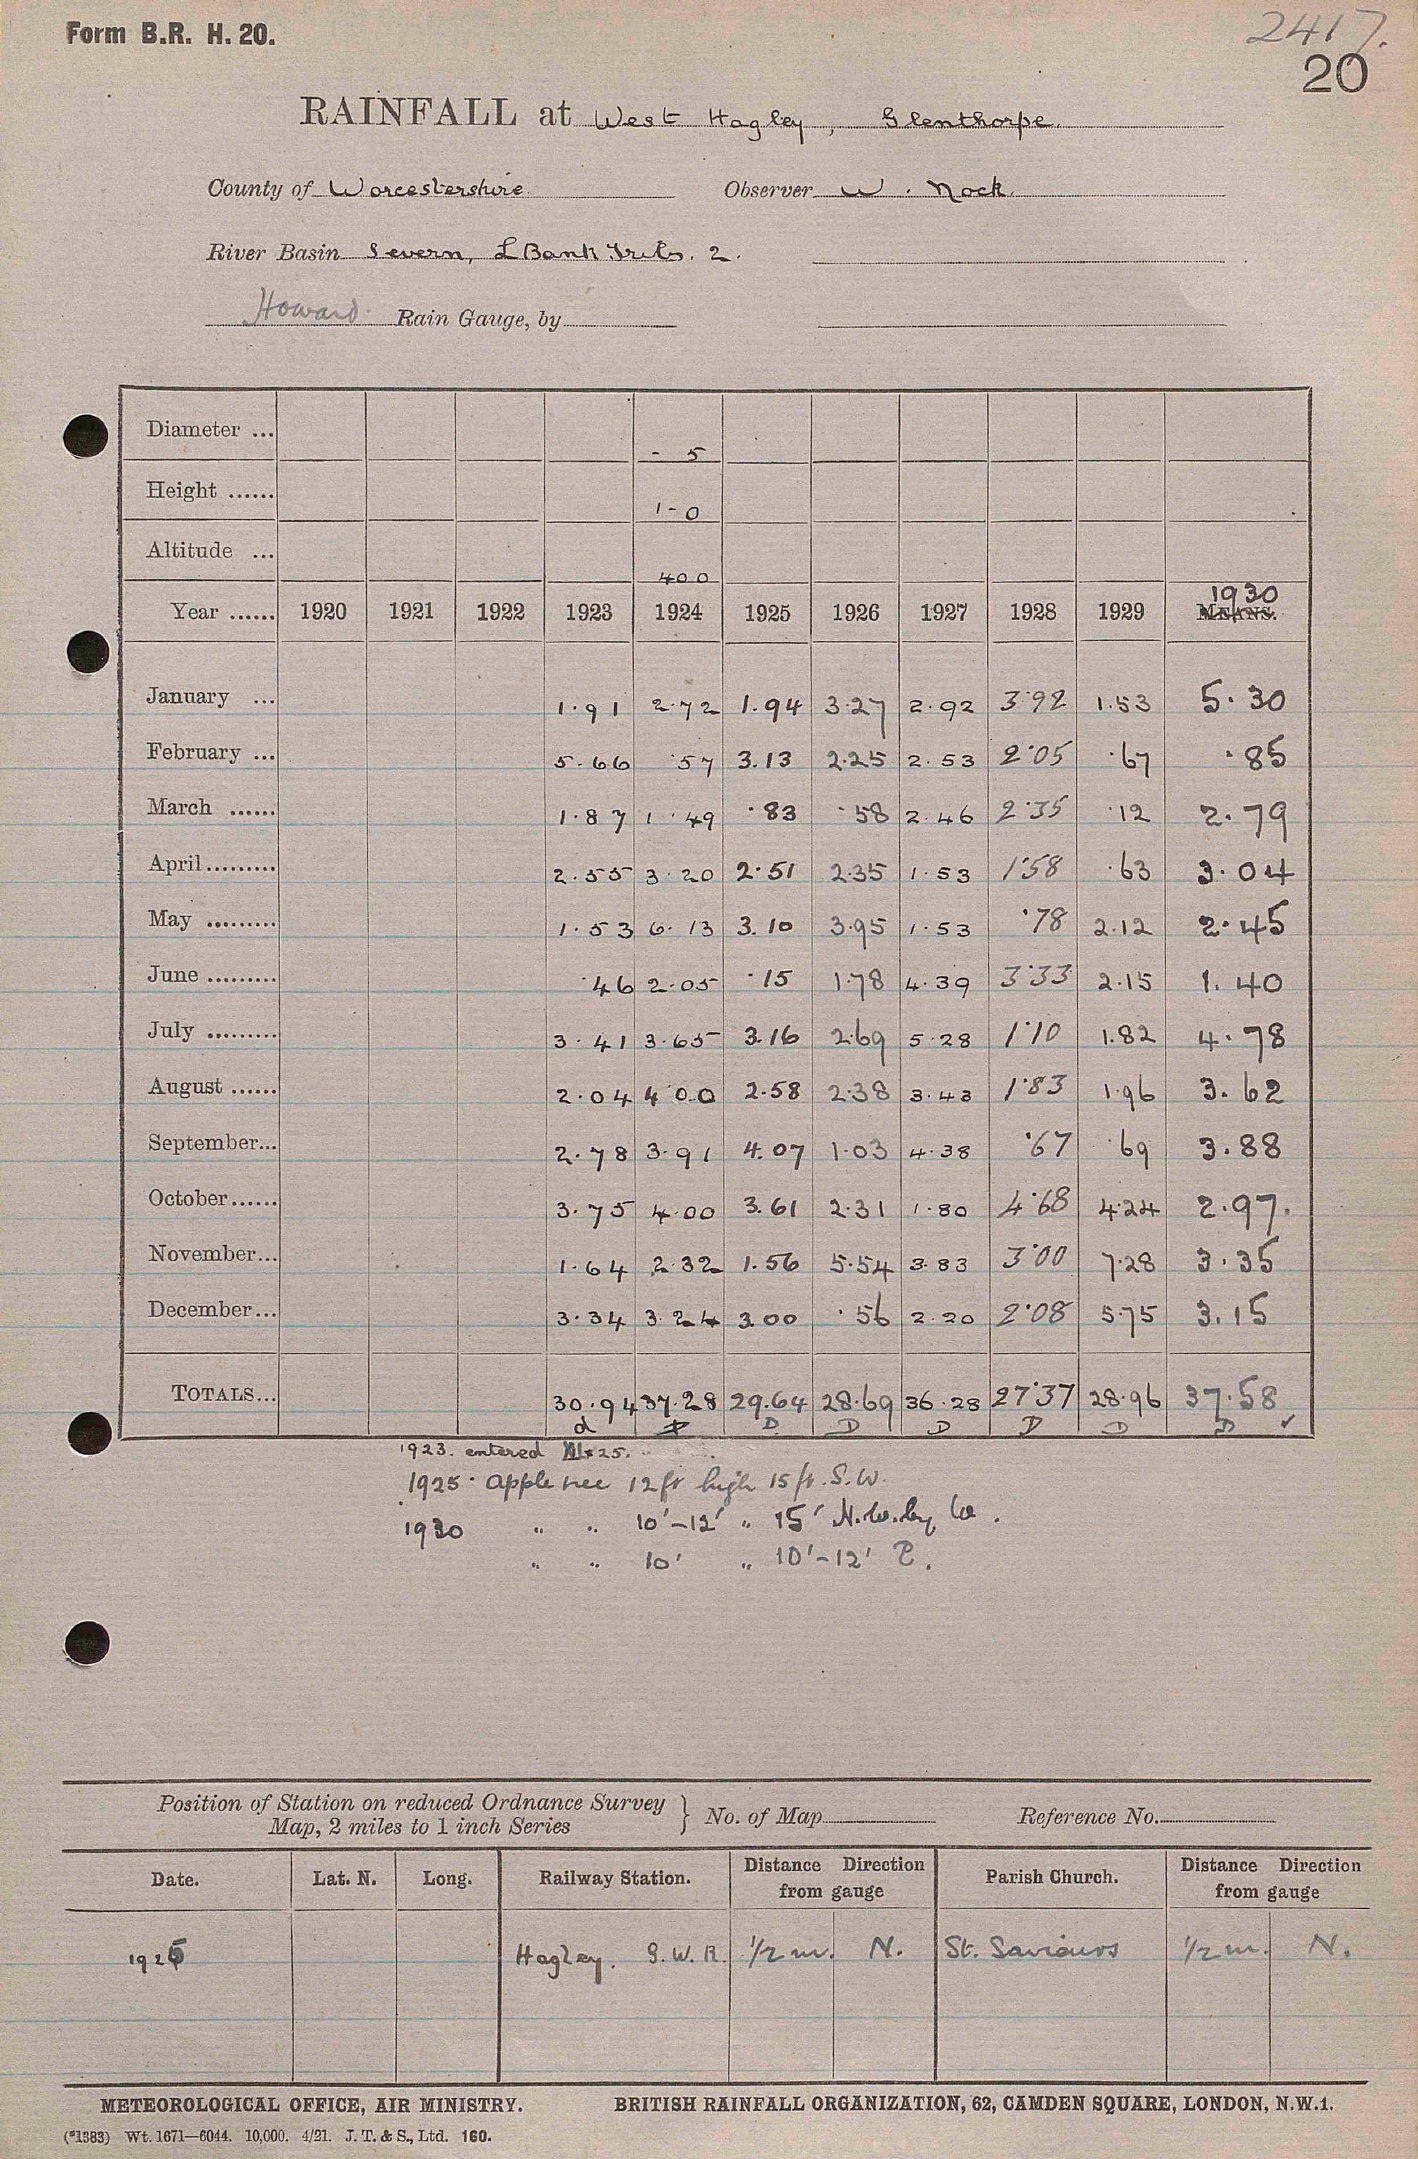 Form B.R. H. 20.
2417.
20
RAINFALL at West Hagley, Glenthorpe.
County of Worcestershire Observer W. Nock.
River Basin Severn, L Bank Tribs. 2.
Howard Rain Gauge, by
Diameter ... - 5
Height ...... 1-0
Altitude ... 400
1930
Year ...... 1920 1921 1922 1923 1924 1925 1926 1927 1928 1929 MEANS.
January ... 1.91 2.72 1.94 3.27 2.92 3.92 1.53 5.30
February ... 5.66 .57 3.13 2.25 2.53 2.05 .67 .85
March ...... 1.87 1.49 .83 .58 2.46 2.35 .12 2.79
April ......... 2.55 3.20 2.51 2.35 1.53 1.58 .63 3.04
May ......... 1.53 6.13 3.10 3.95 1.53 .78 2.12 2.45
June ......... .46 2.05 .15 1.78 4.39 3.33 2.15 1.40
July ......... 3.41 3.65 3.16 2.69 5.28 1.10 1.82 4.78
August ...... 2.04 4.00 2.58 2.38 3.43 1.83 1.96 3.62
September... 2.78 3.91 4.07 1.03 4.38 .67 .69 3.88
October ...... 3.75 4.00 3.61 2.31 1.80 4.68 4.24 2.97.
November... 1.64 2.32 1.56 5.54 3.83 3.00 7.28 3.35
December... 3.34 3.24 3.00 .56 2.20 2.08 5.75 3.15
TOTALS... 30.94 37.28 29.64 28.69 36.28 27.37 28.96 37.58
d D D D D D D D ✓
1923. entered 25.
1925. apple tree 12ft high 15ft. S.W.
1930 " " 10'-12' " 15' N.W. by W.
" " 10' " 10'-12' E.
Position of Station on reduced Ordnance Survey Map, 2 miles to 1 inch Series } No. of Map Reference No.
Date. Lat. N. Long. Railway Station. Distance Direction from gauge Parish Church. Distance Direction from gauge
1925 Hagley. G.W.R. 1/2 m. N. St. Saviours 1/2 m. N.
METEOROLOGICAL OFFICE, AIR MINISTRY. BRITISH RAINFALL ORGANIZATION, 62, CAMDEN SQUARE, LONDON, N.W.1.
(*1383) Wt. 1671—6044. 10,000. 4/21. J. T. & S., Ltd. 160.